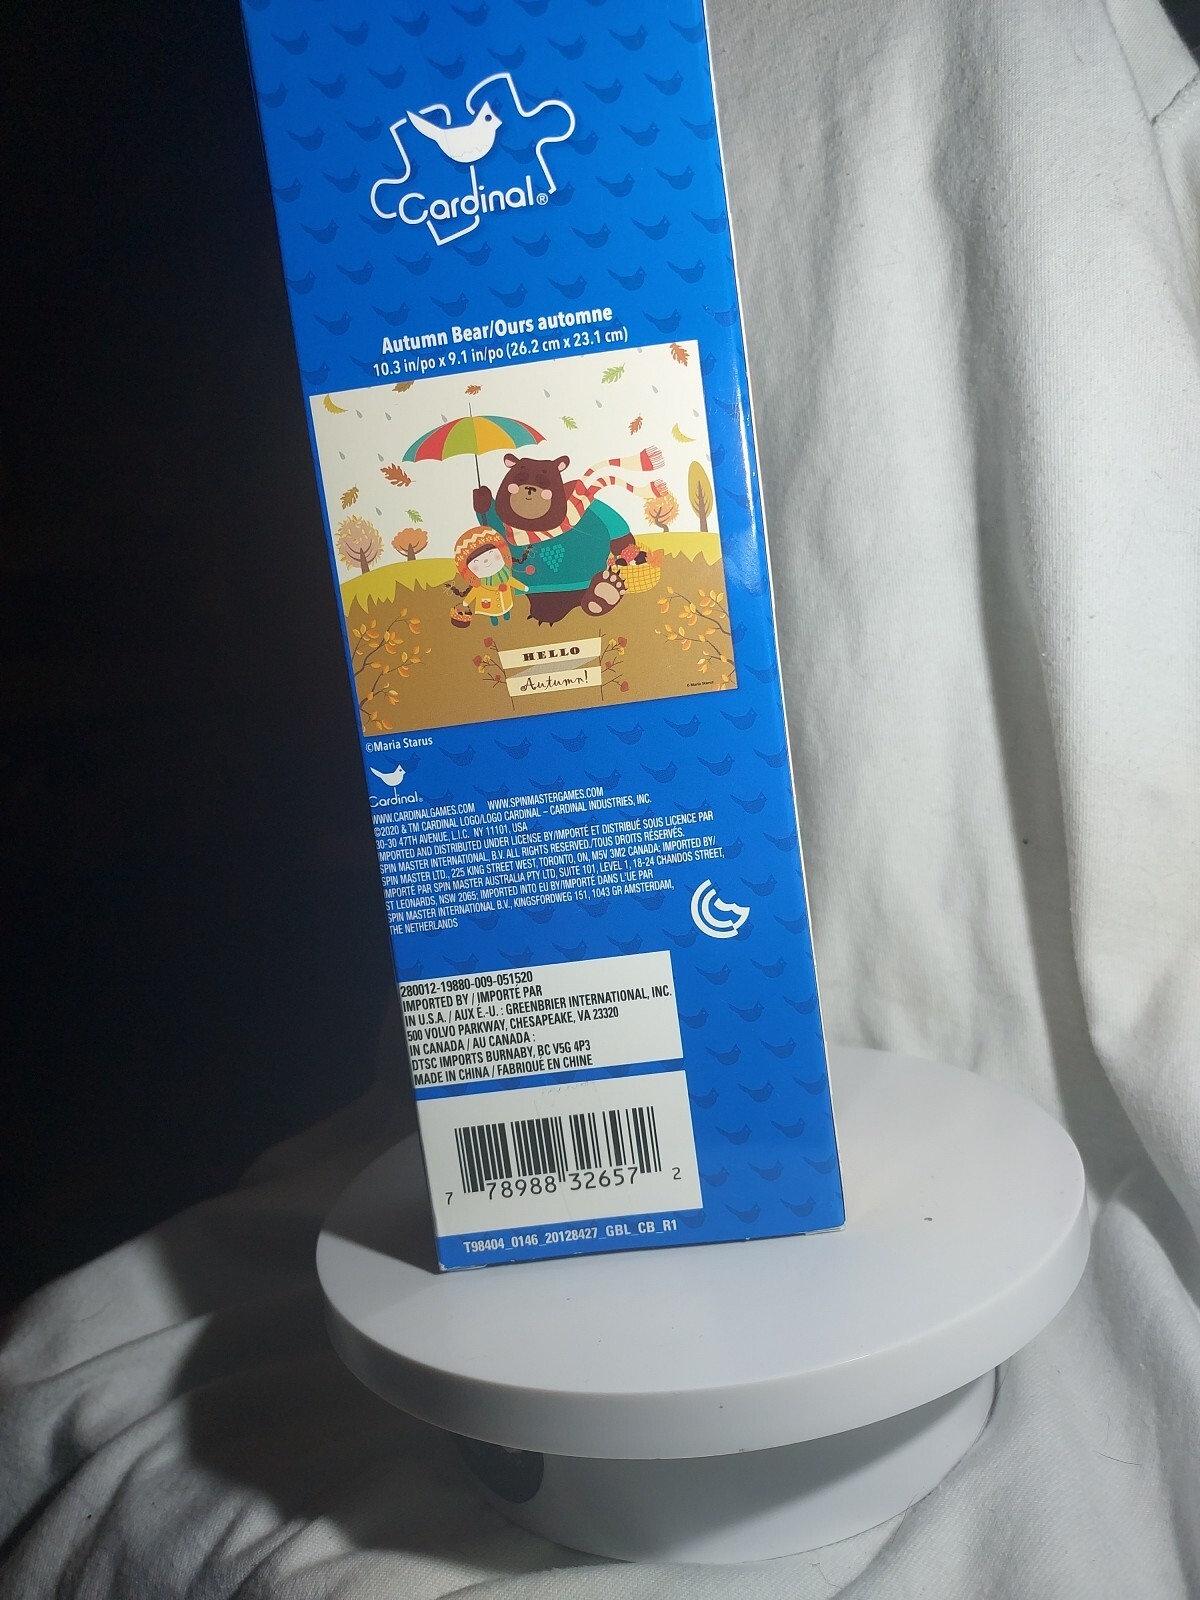 Cardinal®
Autumn Bear/Ours automne
10.3 in/po x 9.1 in/po (26.2 cm x 23.1 cm)
HELLO
Autumn!
© Maria Starus
©Maria Starus
Cardinal®
WWW.CARDINALGAMES.COM WWW.SPINMASTERGAMES.COM
©2020 & TM CARDINAL LOGO/LOGO CARDINAL – CARDINAL INDUSTRIES, INC.
30-30 47TH AVENUE, L.I.C. NY 11101, USA
IMPORTED AND DISTRIBUTED UNDER LICENSE BY/IMPORTÉ ET DISTRIBUÉ SOUS LICENCE PAR
SPIN MASTER INTERNATIONAL, B.V. ALL RIGHTS RESERVED./TOUS DROITS RÉSERVÉS.
SPIN MASTER LTD., 225 KING STREET WEST, TORONTO, ON, M5V 3M2 CANADA; IMPORTED BY/
IMPORTÉ PAR SPIN MASTER AUSTRALIA PTY LTD, SUITE 101, LEVEL 1, 18-24 CHANDOS STREET,
ST LEONARDS, NSW 2065; IMPORTED INTO EU BY/IMPORTÉ DANS L'UE PAR
SPIN MASTER INTERNATIONAL B.V., KINGSFORDWEG 151, 1043 GR AMSTERDAM,
THE NETHERLANDS
280012-19880-009-051520
IMPORTED BY / IMPORTÉ PAR
IN U.S.A. / AUX É.-U. : GREENBRIER INTERNATIONAL, INC.
500 VOLVO PARKWAY, CHESAPEAKE, VA 23320
IN CANADA / AU CANADA :
DTSC IMPORTS BURNABY, BC V5G 4P3
MADE IN CHINA / FABRIQUÉ EN CHINE
7 78988 32657 2
T98404_0146_20128427_GBL_CB_R1